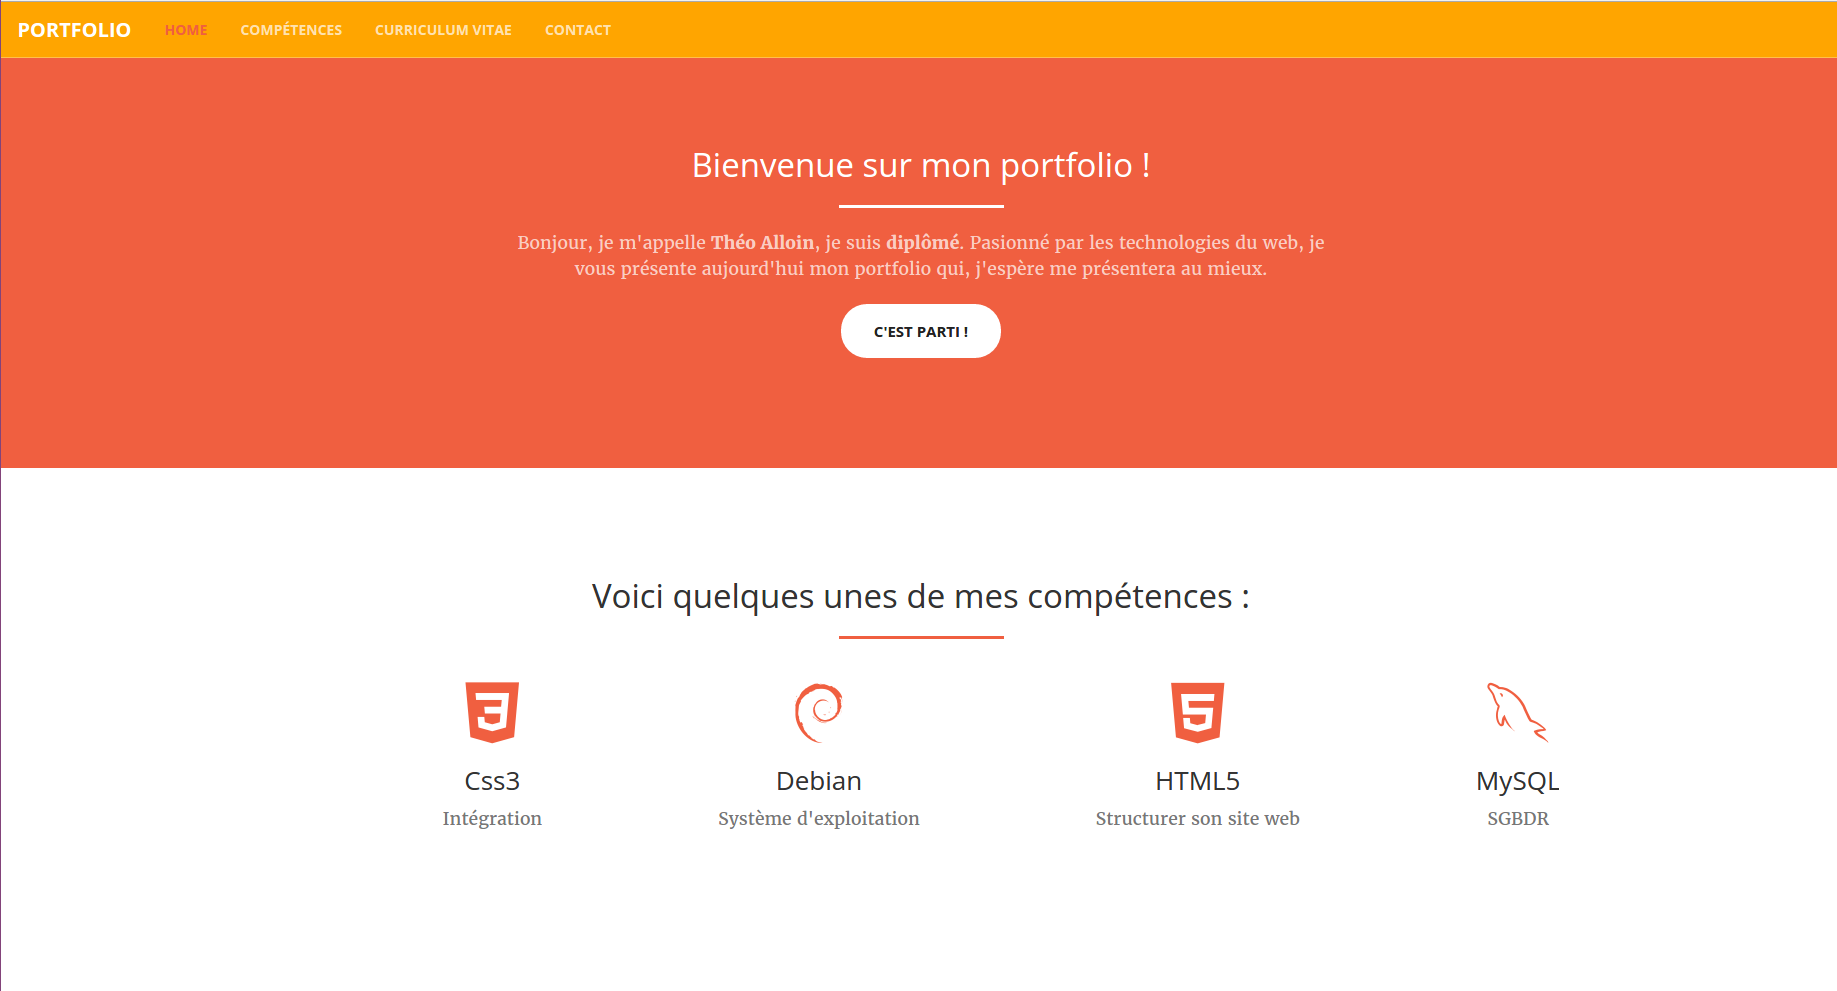 PORTFOLIO HOME COMPÉTENCES CURRICULUM VITAE CONTACT
Bienvenue sur mon portfolio !
Bonjour, je m'appelle Théo Alloin, je suis diplômé. Pasionné par les technologies du web, je
vous présente aujourd'hui mon portfolio qui, j'espère me présentera au mieux.
C'EST PARTI !
Voici quelques unes de mes compétences :
Css3
Intégration
Debian
Système d'exploitation
HTML5
Structurer son site web
MySQL
SGBDR